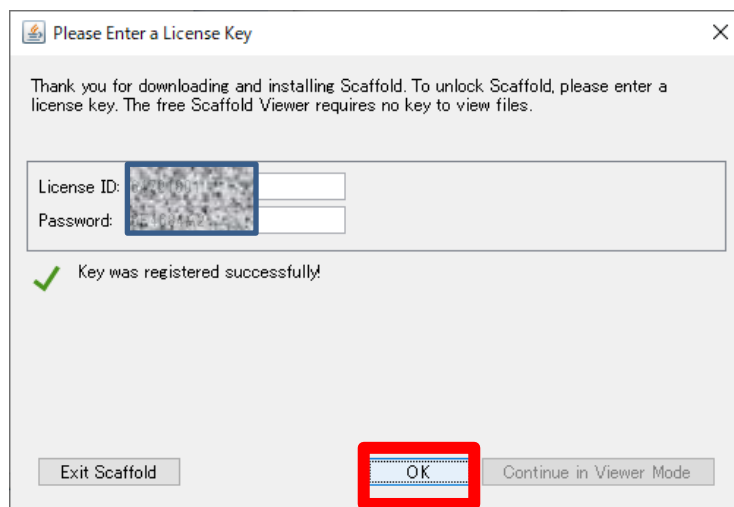 Please Enter a License Key
Thank you for downloading and installing Scaffold. To unlock Scaffold, please enter a
license key. The free Scaffold Viewer requires no key to view files.
License ID:
Password:
Key was registered successfully!
Exit Scaffold
OK
Continue in Viewer Mode